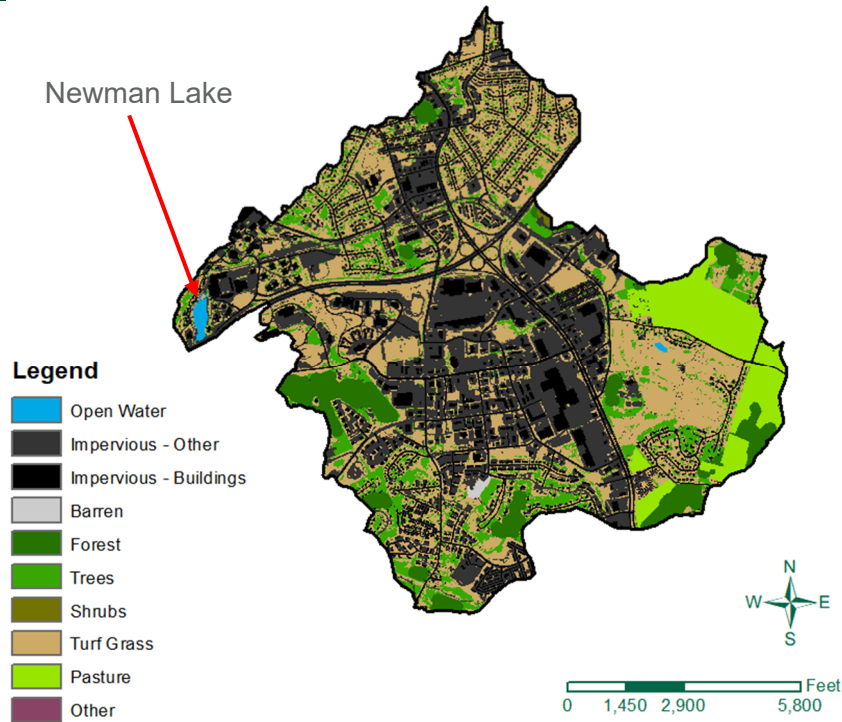 Newman Lake
Legend
Open Water
Impervious - Other
Impervious - Buildings
Barren
Forest
Trees
Shrubs
Turf Grass
Pasture
Other
N
W E
S
Feet
0 1,450 2,900 5,800